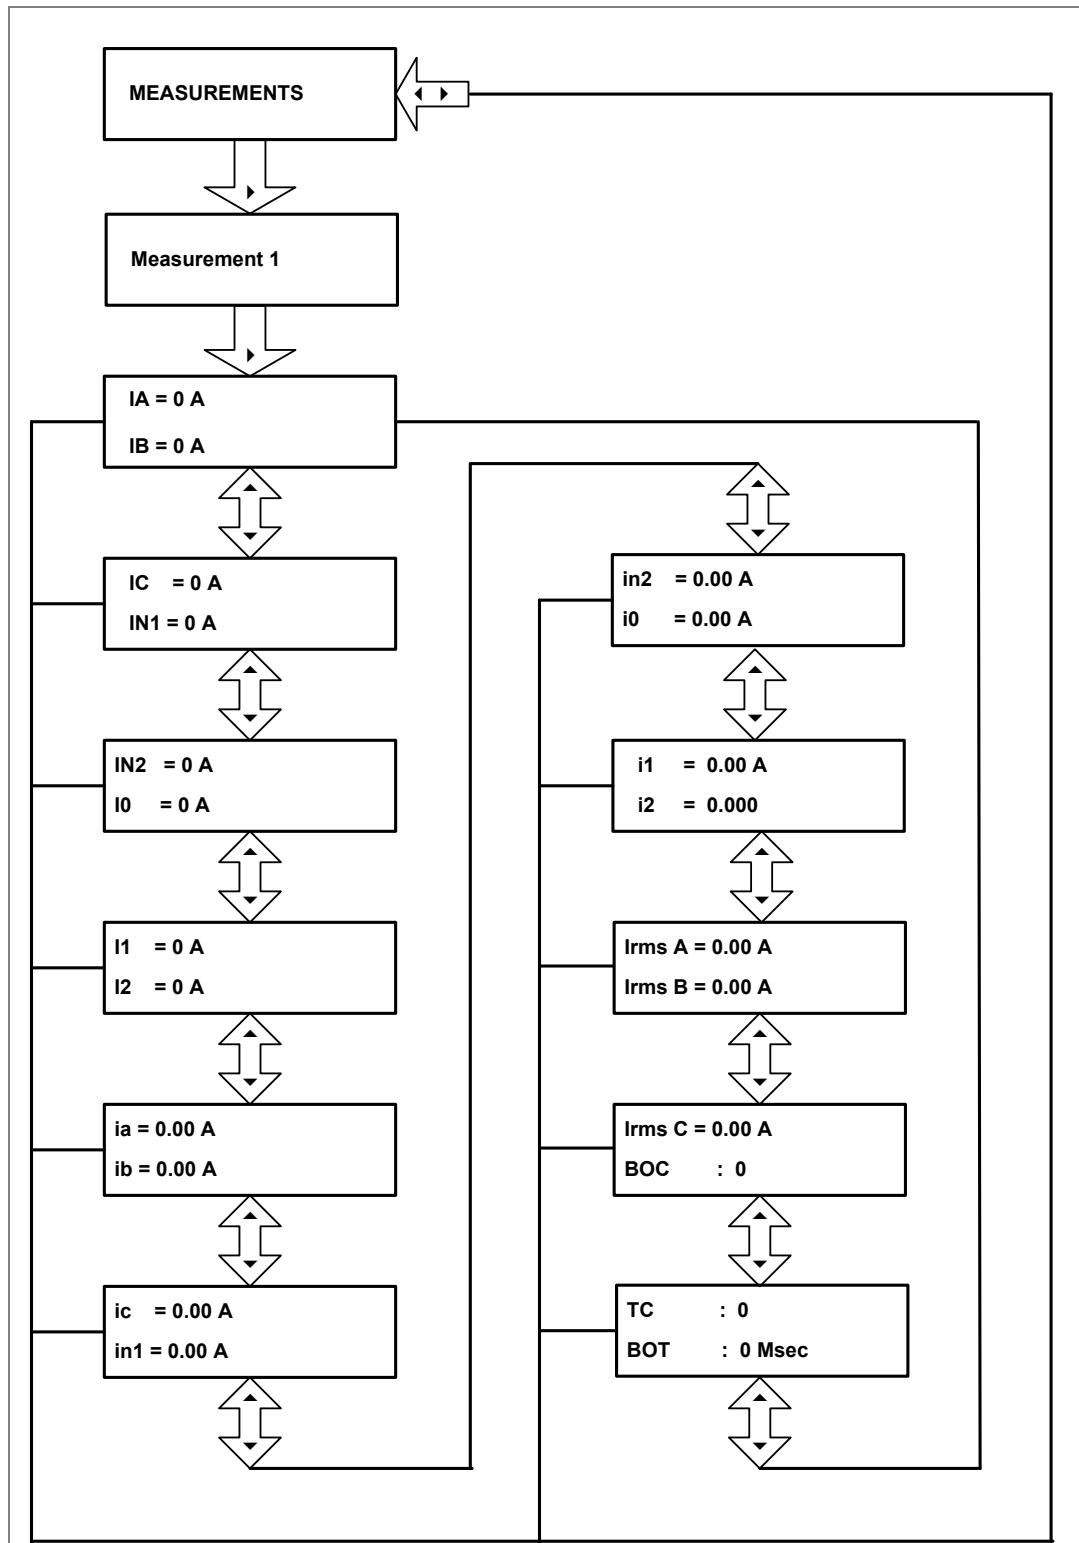 MEASUREMENTS
Measurement 1
IA = 0 A
IB = 0 A
IC = 0 A
IN1 = 0 A
IN2 = 0 A
I0 = 0 A
I1 = 0 A
I2 = 0 A
ia = 0.00 A
ib = 0.00 A
ic = 0.00 A
in1 = 0.00 A
in2 = 0.00 A
i0 = 0.00 A
i1 = 0.00 A
i2 = 0.000
Irms A = 0.00 A
Irms B = 0.00 A
Irms C = 0.00 A
BOC : 0
TC : 0
BOT : 0 Msec